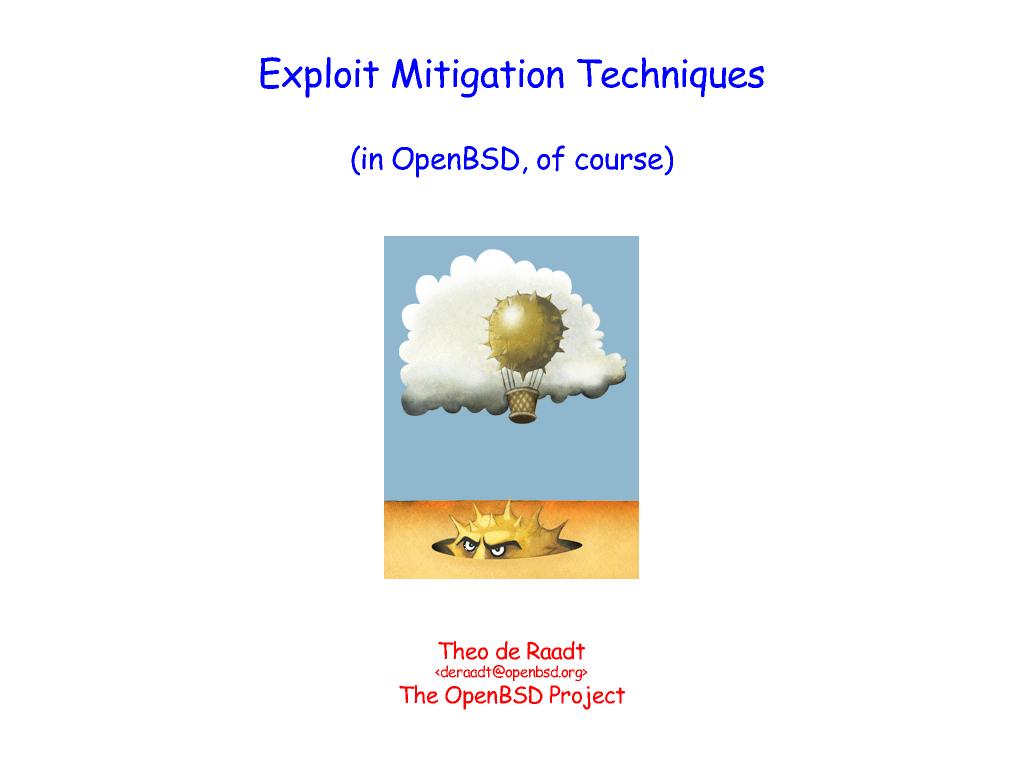 Exploit Mitigation Techniques
(in OpenBSD, of course)
Theo de Raadt
<deraadt@openbsd.org>
The OpenBSD Project